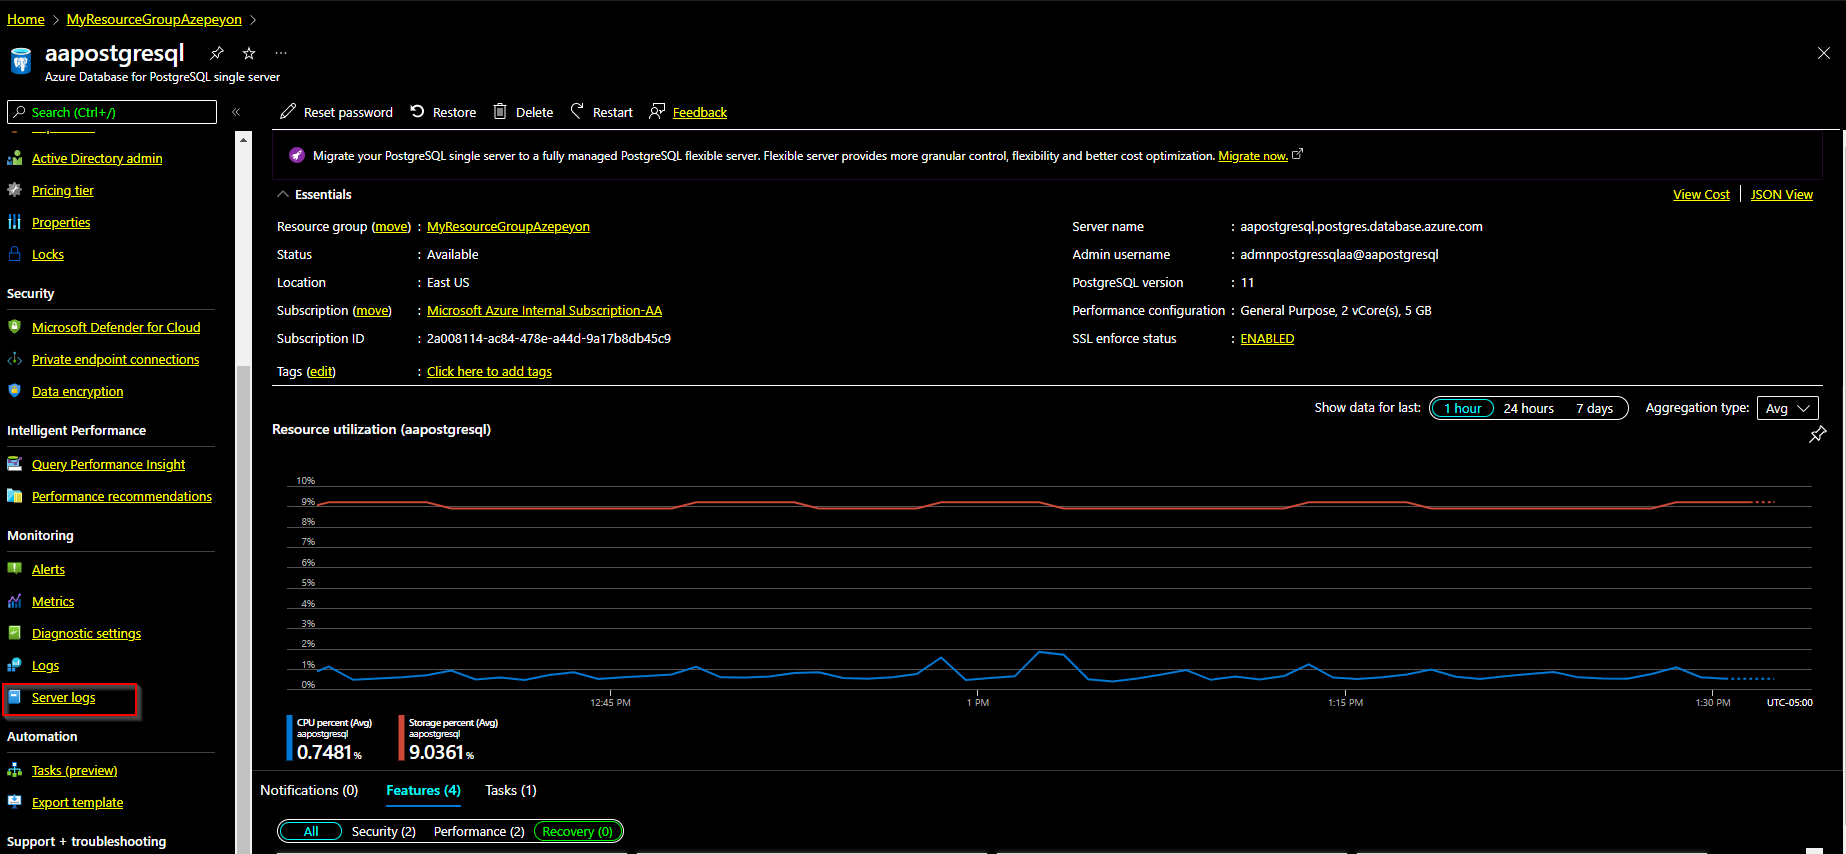 Home > MyResourceGroupAzepeyon >
aapostgresql
Azure Database for PostgreSQL single server
Search (Ctrl+/)
«
Reset password
Restore
Delete
Restart
Feedback
Active Directory admin
Pricing tier
Properties
Locks
Security
Microsoft Defender for Cloud
Private endpoint connections
Data encryption
Intelligent Performance
Query Performance Insight
Performance recommendations
Monitoring
Alerts
Metrics
Diagnostic settings
Logs
Server logs
Automation
Tasks (preview)
Export template
Support + troubleshooting
Migrate your PostgreSQL single server to a fully managed PostgreSQL flexible server. Flexible server provides more granular control, flexibility and better cost optimization. Migrate now.
Essentials
View Cost | JSON View
Resource group (move) : MyResourceGroupAzepeyon
Status : Available
Location : East US
Subscription (move) : Microsoft Azure Internal Subscription-AA
Subscription ID : 2a008114-ac84-478e-a44d-9a17b8db45c9
Tags (edit) : Click here to add tags
Server name : aapostgresql.postgres.database.azure.com
Admin username : admnpostgressqlaa@aapostgresql
PostgreSQL version : 11
Performance configuration : General Purpose, 2 vCore(s), 5 GB
SSL enforce status : ENABLED
Show data for last: 1 hour 24 hours 7 days Aggregation type: Avg
Resource utilization (aapostgresql)
10%
9%
8%
7%
6%
5%
4%
3%
2%
1%
0%
12:45 PM 1 PM 1:15 PM 1:30 PM UTC-05:00
CPU percent (Avg)
aapostgresql
0.7481 %
Storage percent (Avg)
aapostgresql
9.0361 %
Notifications (0) Features (4) Tasks (1)
All Security (2) Performance (2) Recovery (0)